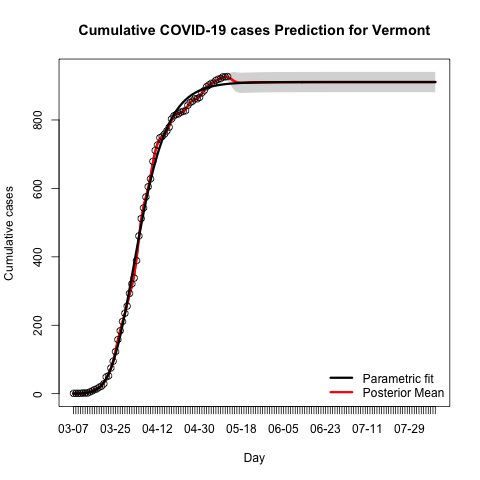 Cumulative COVID-19 cases Prediction for Vermont
Cumulative cases
800
600
400
200
0
Parametric fit
Posterior Mean
03-07 03-25 04-12 04-30 05-18 06-05 06-23 07-11 07-29
Day